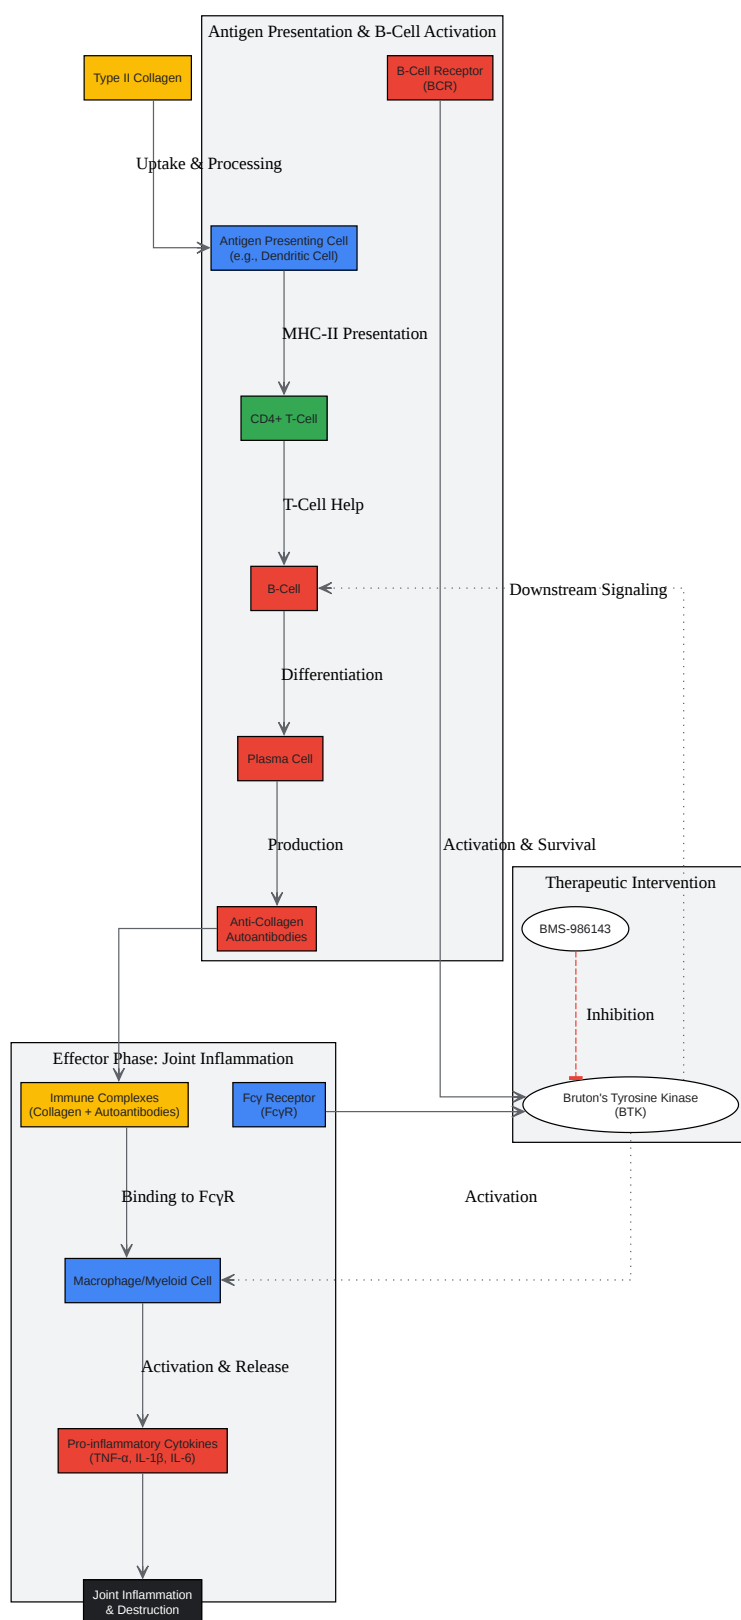 Antigen Presentation & B-Cell Activation
Type II Collagen
B-Cell Receptor
(BCR)
Uptake & Processing
Antigen Presenting Cell
(e.g., Dendritic Cell)
MHC-II Presentation
CD4+ T-Cell
T-Cell Help
B-Cell
Downstream Signaling
Differentiation
Plasma Cell
Production
Activation & Survival
Therapeutic Intervention
Anti-Collagen
Autoantibodies
BMS-986143
Inhibition
Effector Phase: Joint Inflammation
Immune Complexes
(Collagen + Autoantibodies)
Fcγ Receptor
(FcγR)
Bruton's Tyrosine Kinase
(BTK)
Binding to FcγR
Activation
Macrophage/Myeloid Cell
Activation & Release
Pro-inflammatory Cytokines
(TNF-α, IL-1β, IL-6)
Joint Inflammation
& Destruction